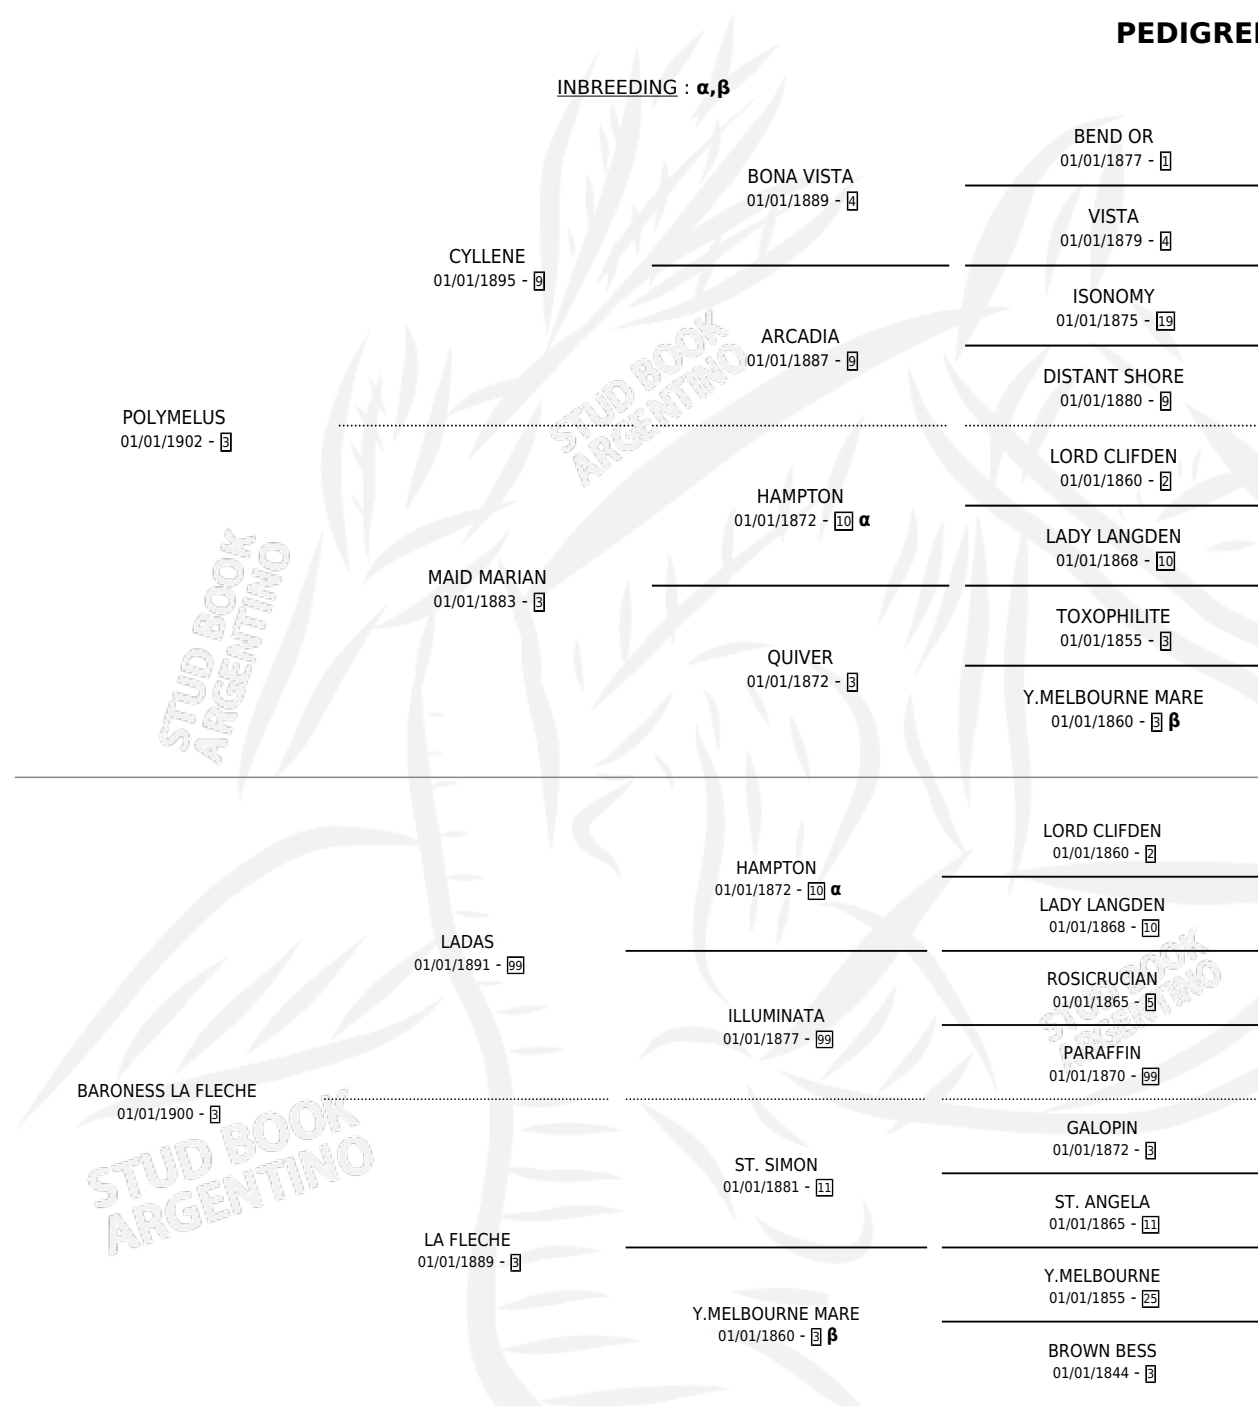 PEDIGREE
INBREEDING : α,β
BEND OR
01/01/1877 - 1
BONA VISTA
01/01/1889 - 4
VISTA
01/01/1879 - 4
CYLLENE
01/01/1895 - 9
ISONOMY
01/01/1875 - 19
ARCADIA
01/01/1887 - 9
DISTANT SHORE
01/01/1880 - 9
POLYMELUS
01/01/1902 - 3
LORD CLIFDEN
01/01/1860 - 2
HAMPTON
01/01/1872 - 10 α
LADY LANGDEN
01/01/1868 - 10
MAID MARIAN
01/01/1883 - 3
TOXOPHILITE
01/01/1855 - 3
QUIVER
01/01/1872 - 3
Y.MELBOURNE MARE
01/01/1860 - 3 β
LORD CLIFDEN
01/01/1860 - 2
HAMPTON
01/01/1872 - 10 α
LADY LANGDEN
01/01/1868 - 10
LADAS
01/01/1891 - 99
ROSICRUCIAN
01/01/1865 - 5
ILLUMINATA
01/01/1877 - 99
PARAFFIN
01/01/1870 - 99
BARONESS LA FLECHE
01/01/1900 - 3
GALOPIN
01/01/1872 - 3
ST. SIMON
01/01/1881 - 11
ST. ANGELA
01/01/1865 - 11
LA FLECHE
01/01/1889 - 3
Y.MELBOURNE
01/01/1855 - 25
Y.MELBOURNE MARE
01/01/1860 - 3 β
BROWN BESS
01/01/1844 - 3
STUD BOOK
ARGENTINO
STUD BOOK
ARGENTINO
STUD BOOK
ARGENTINO
STUD BOOK
ARGENTINO